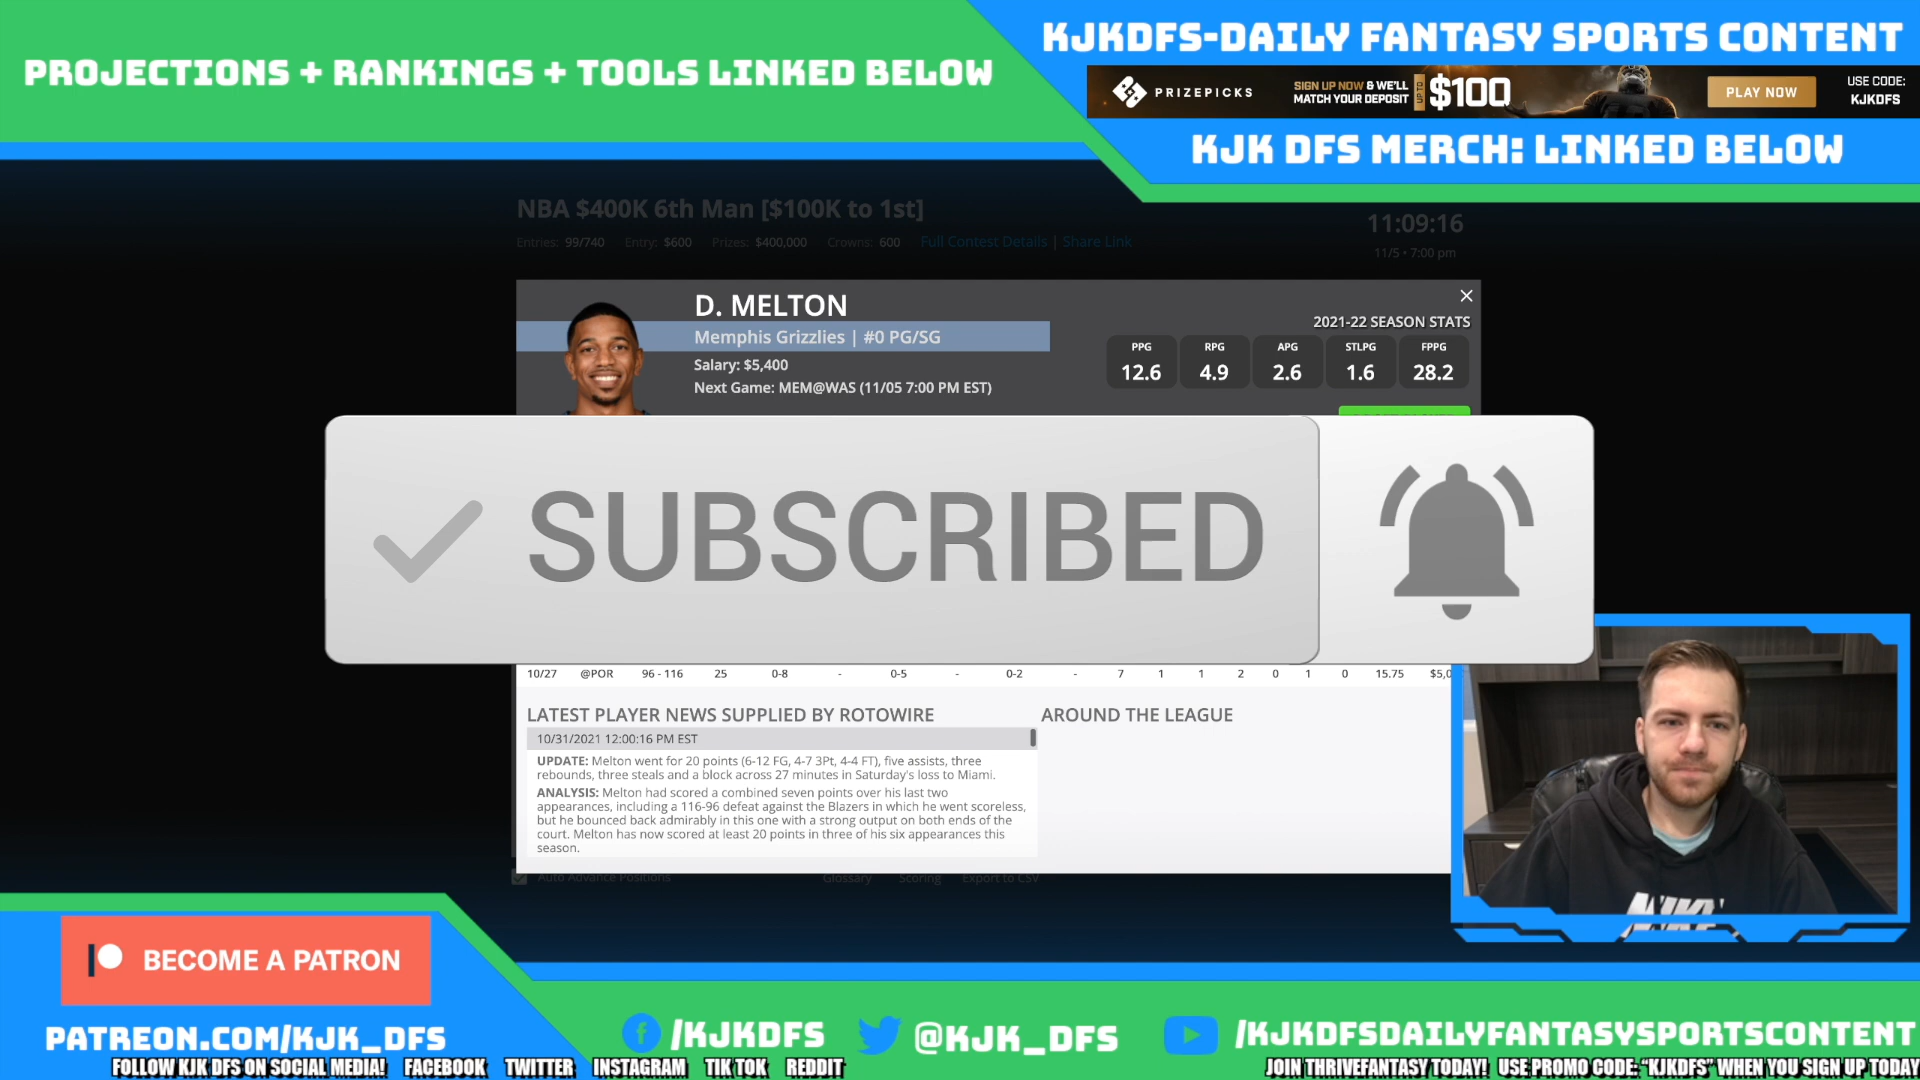 PROJECTIONS + RANKINGS + TOOLS LINKED BELOW
KJKDFS-DAILY FANTASY SPORTS CONTENT
PRIZEPICKS
SIGN UP NOW & WE'LL
MATCH YOUR DEPOSIT
UP TO
$100
PLAY NOW
USE CODE:
KJKDFS
KJK DFS MERCH: LINKED BELOW
NBA $400K 6th Man [$100K to 1st]
11:09:16
Entries: 99/740 Entry: $600 Prizes: $400,000 Crowns: 600 Full Contest Details | Share Link
11/5 • 7:00 pm
D. MELTON
Memphis Grizzlies | #0 PG/SG
Salary: $5,400
Next Game: MEM@WAS (11/05 7:00 PM EST)
2021-22 SEASON STATS
PPG RPG APG STLPG FPPG
12.6 4.9 2.6 1.6 28.2
SUBSCRIBED
10/27 @POR 96 - 116 25 0-8 - 0-5 - 0-2 - 7 1 1 2 0 1 0 15.75 $5,0
LATEST PLAYER NEWS SUPPLIED BY ROTOWIRE
10/31/2021 12:00:16 PM EST
UPDATE: Melton went for 20 points (6-12 FG, 4-7 3Pt, 4-4 FT), five assists, three
rebounds, three steals and a block across 27 minutes in Saturday's loss to Miami.
ANALYSIS: Melton had scored a combined seven points over his last two
appearances, including a 116-96 defeat against the Blazers in which he went scoreless,
but he bounced back admirably in this one with a strong output on both ends of the
court. Melton has now scored at least 20 points in three of his six appearances this
season.
AROUND THE LEAGUE
Auto Advance Positions Glossary Scoring Export to CSV
BECOME A PATRON
PATREON.COM/KJK_DFS
/KJKDFS
@KJK_DFS
/KJKDFSDAILYFANTASYSPORTSCONTENT
FOLLOW KJK DFS ON SOCIAL MEDIA! FACEBOOK TWITTER INSTAGRAM TIK TOK REDDIT
JOIN THRIVEFANTASY TODAY! USE PROMO CODE: "KJKDFS" WHEN YOU SIGN UP TODAY